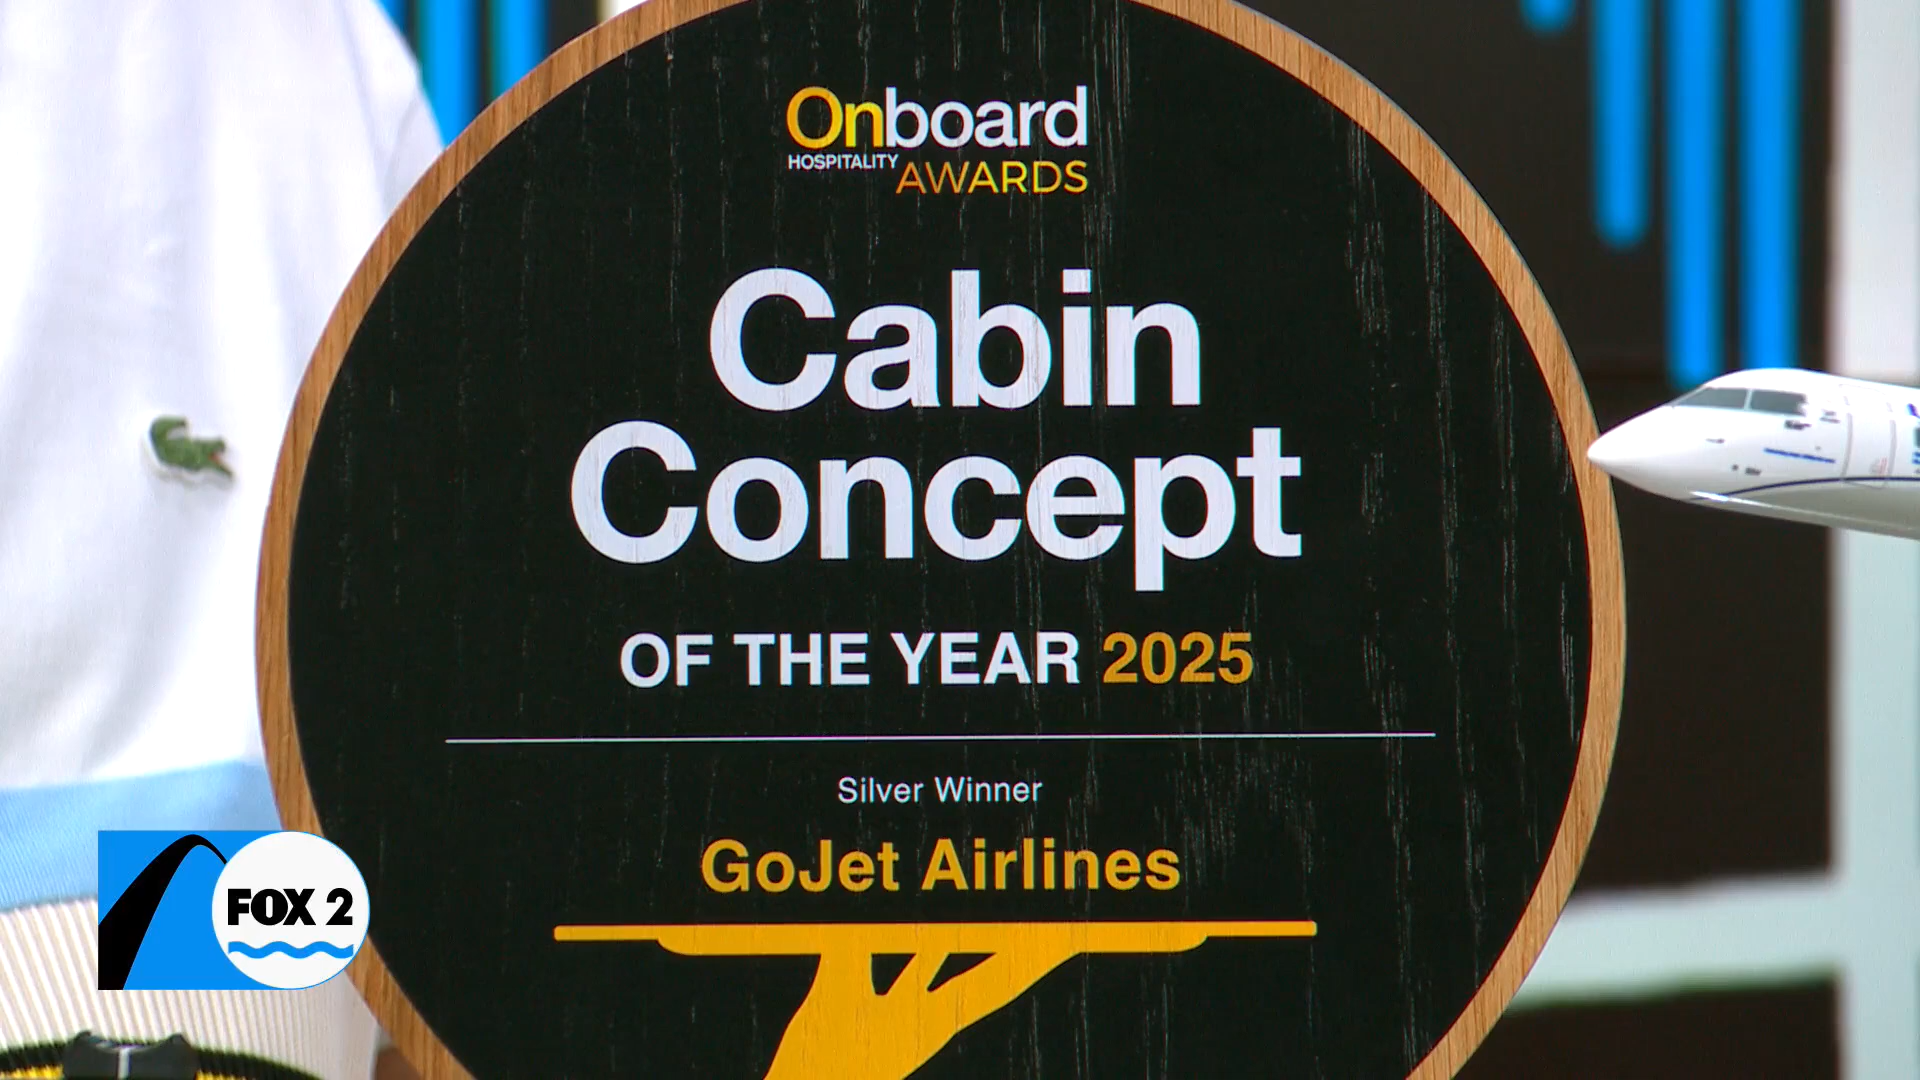 Onboard
HOSPITALITY
AWARDS
Cabin
Concept
OF THE YEAR 2025
Silver Winner
GoJet Airlines
FOX 2